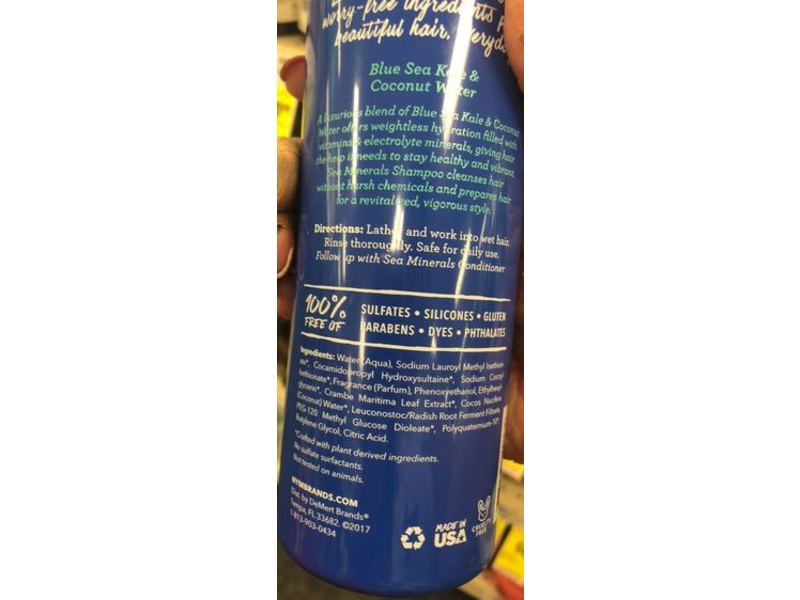 worry-free ingredients
beautiful hair.
Blue Sea Kale &
Coconut Water
A luxurious blend of Blue Sea Kale & Coconut
Water offers weightless hydration filled with
vitamins & electrolyte minerals, giving hair
the help it needs to stay healthy and vibrant.
Sea Minerals Shampoo cleanses hair
without harsh chemicals and prepares hair
for a revitalized, vigorous style.
Directions: Lather and work into wet hair.
Rinse thoroughly. Safe for daily use.
Follow up with Sea Minerals Conditioner
100% FREE OF
SULFATES • SILICONES • GLUTEN
PARABENS • DYES • PHTHALATES
Ingredients: Water (Aqua), Sodium Lauroyl Methyl Isethion-
ate*, Cocamidopropyl Hydroxysultaine*, Sodium Cocoyl
Isethionate*, Fragrance (Parfum), Phenoxyethanol, Ethylhexyl-
glycerin*, Crambe Maritima Leaf Extract*, Cocos Nucifera
(Coconut) Water*, Leuconostoc/Radish Root Ferment Filtrate,
PEG-120 Methyl Glucose Dioleate*, Polyquaternium-10*,
Butylene Glycol, Citric Acid.
*Crafted with plant derived ingredients.
No sulfate surfactants.
Not tested on animals.
NYMBRANDS.COM
Dist. by DeMert Brands®
Tampa, FL 33682. ©2017
1-813-903-0434
MADE IN
USA
CRUELTY
FREE